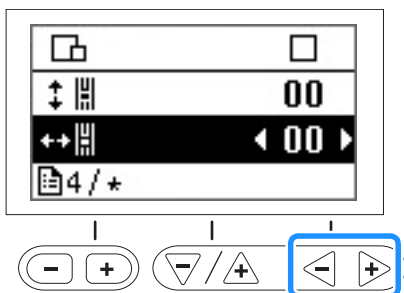 00
00
4 / *
- +
- / + - +